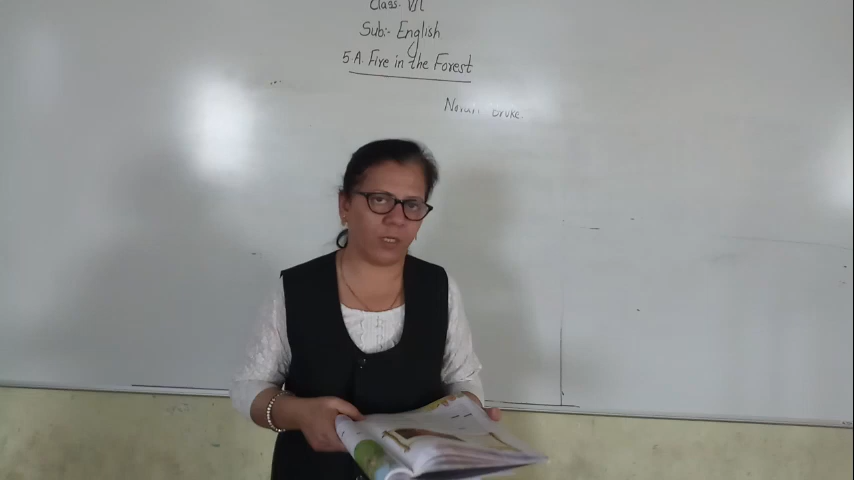 Class- VII
Sub:- English
5 A. Fire in the Forest